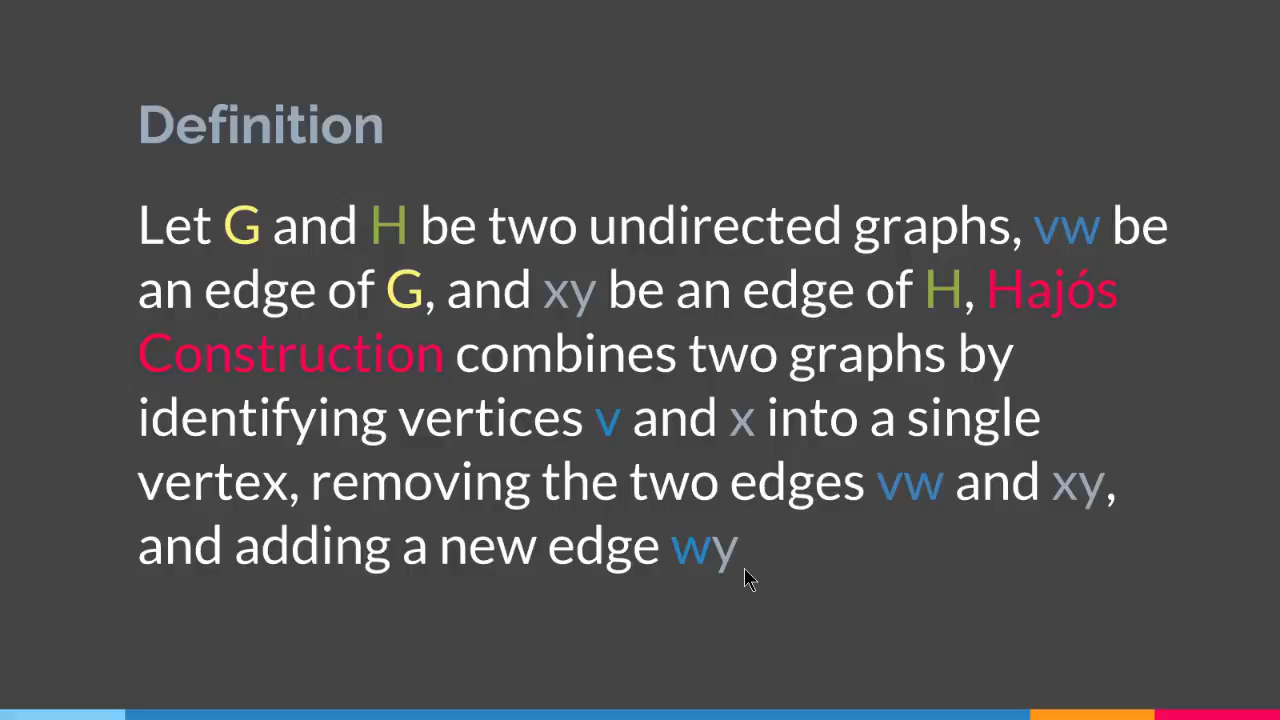 Definition
Let G and H be two undirected graphs, vw be
an edge of G, and xy be an edge of H, Hajós
Construction combines two graphs by
identifying vertices v and x into a single
vertex, removing the two edges vw and xy,
and adding a new edge wy